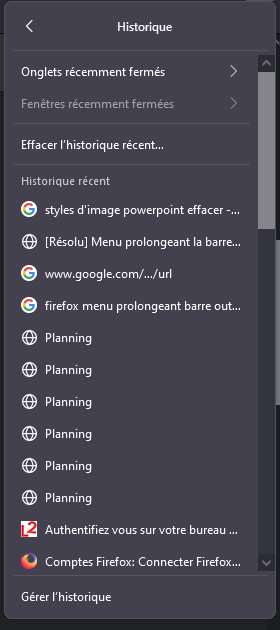 Historique
Onglets récemment fermés
Fenêtres récemment fermées
Effacer l'historique récent...
Historique récent
styles d'image powerpoint effacer -...
[Résolu] Menu prolongeant la barre...
www.google.com/.../url
firefox menu prolongeant barre out...
Planning
Planning
Planning
Planning
Planning
Planning
L2 Authentifiez vous sur votre bureau ...
Comptes Firefox: Connecter Firefox...
Gérer l'historique